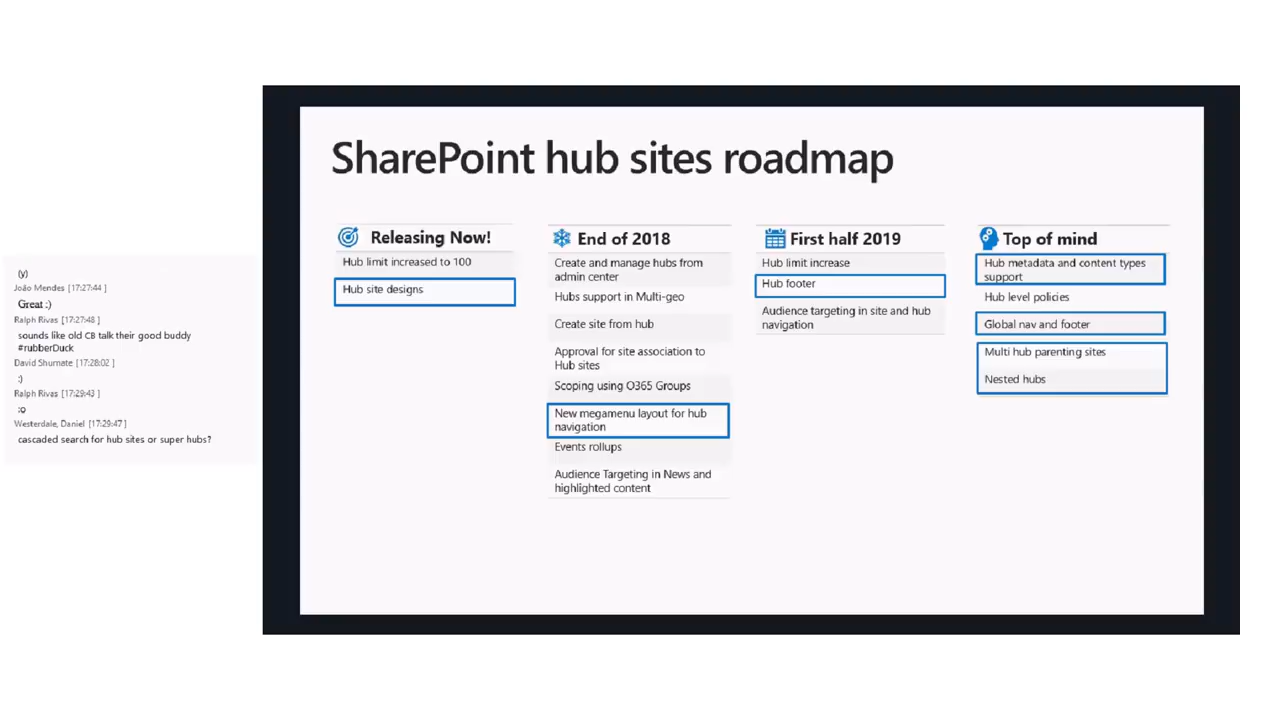 (y)
João Mendes [17:27:44 ]
Great :)
Ralph Rivas [17:27:48 ]
sounds like old CB talk their good buddy
#rubberDuck
David Shumate [17:28:02 ]
:)
Ralph Rivas [17:29:43 ]
:o
Westerdale, Daniel [17:29:47 ]
cascaded search for hub sites or super hubs?
SharePoint hub sites roadmap
Releasing Now!
Hub limit increased to 100
Hub site designs
End of 2018
Create and manage hubs from
admin center
Hubs support in Multi-geo
Create site from hub
Approval for site association to
Hub sites
Scoping using O365 Groups
New megamenu layout for hub
navigation
Events rollups
Audience Targeting in News and
highlighted content
First half 2019
Hub limit increase
Hub footer
Audience targeting in site and hub
navigation
Top of mind
Hub metadata and content types
support
Hub level policies
Global nav and footer
Multi hub parenting sites
Nested hubs